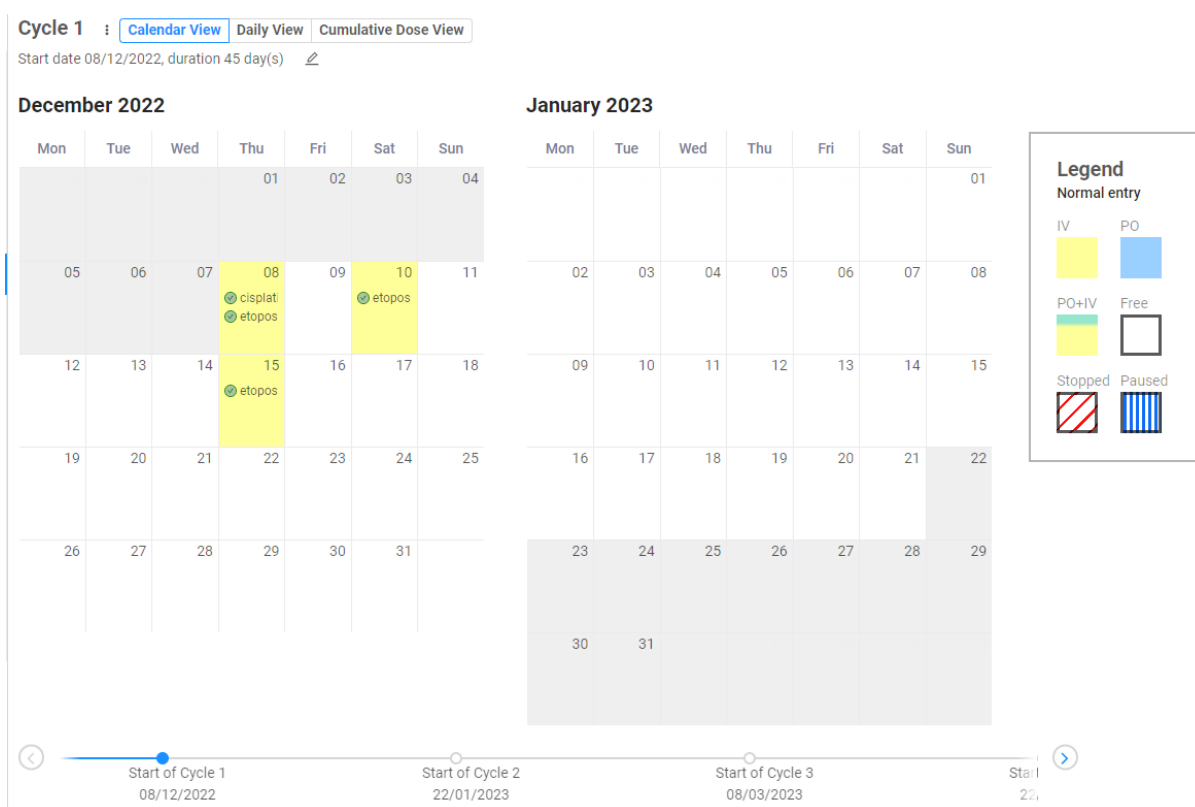 Cycle 1 Calendar View Daily View Cumulative Dose View
Start date 08/12/2022, duration 45 day(s)
December 2022
Mon Tue Wed Thu Fri Sat Sun
01 02 03 04
05 06 07 08 09 10 11
cisplati
etopos
etopos
12 13 14 15 16 17 18
etopos
19 20 21 22 23 24 25
26 27 28 29 30 31
January 2023
Mon Tue Wed Thu Fri Sat Sun
01
02 03 04 05 06 07 08
09 10 11 12 13 14 15
16 17 18 19 20 21 22
23 24 25 26 27 28 29
30 31
Legend
Normal entry
IV PO
PO+IV Free
Stopped Paused
Start of Cycle 1
08/12/2022
Start of Cycle 2
22/01/2023
Start of Cycle 3
08/03/2023
Star
22